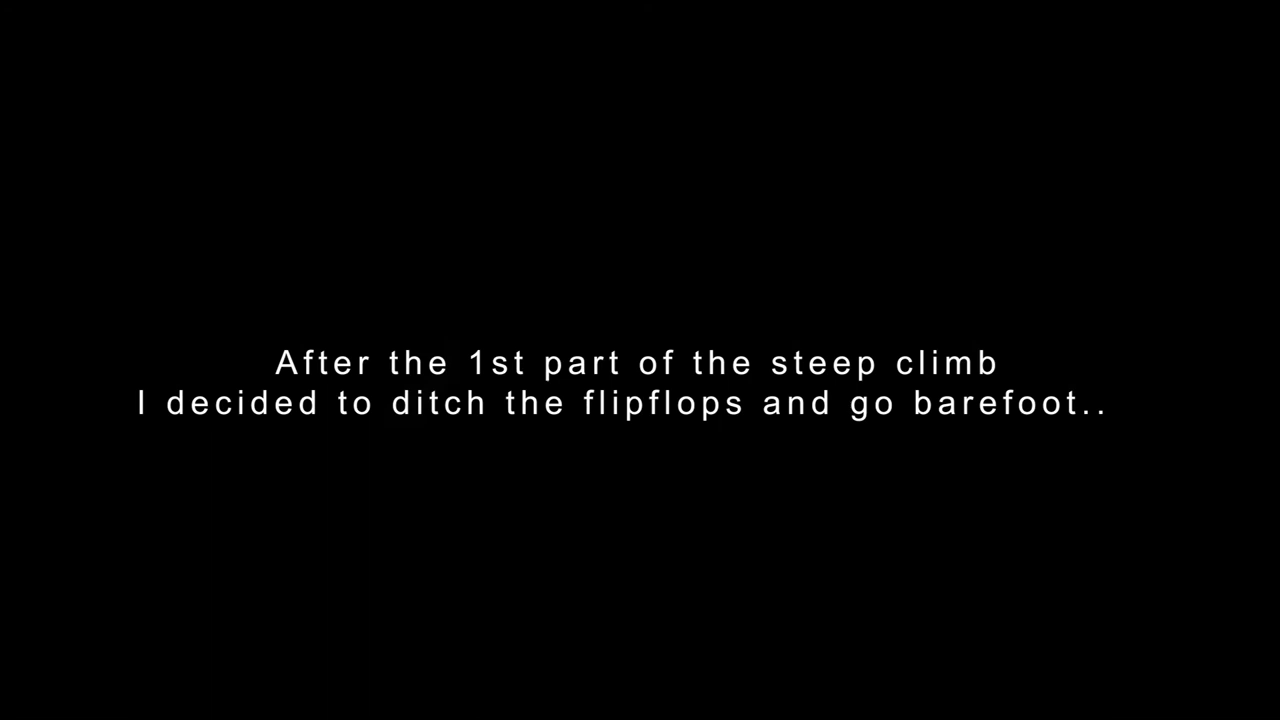 After the 1st part of the steep climb
I decided to ditch the flipflops and go barefoot..